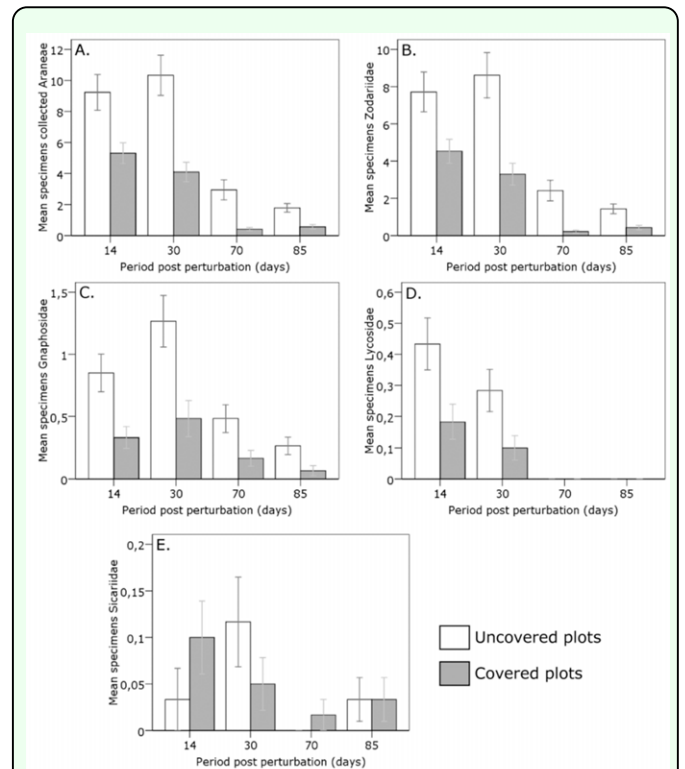 A.
Mean specimens collected Araneae
12
10
8
6
4
2
0
14 30 70 85
Period post perturbation (days)
B.
Mean specimens Zodariidae
10
8
6
4
2
0
14 30 70 85
Period post perturbation (days)
C.
Mean specimens Gnaphosidae
1,5
1
0,5
0
14 30 70 85
Period post perturbation (days)
D.
Mean specimens Lycosidae
0,6
0,5
0,4
0,3
0,2
0,1
0
14 30 70 85
Period post perturbation (days)
E.
Mean specimens Sicariidae
0,2
0,15
0,1
0,05
0
14 30 70 85
Period post perturbation (days)
Uncovered plots
Covered plots